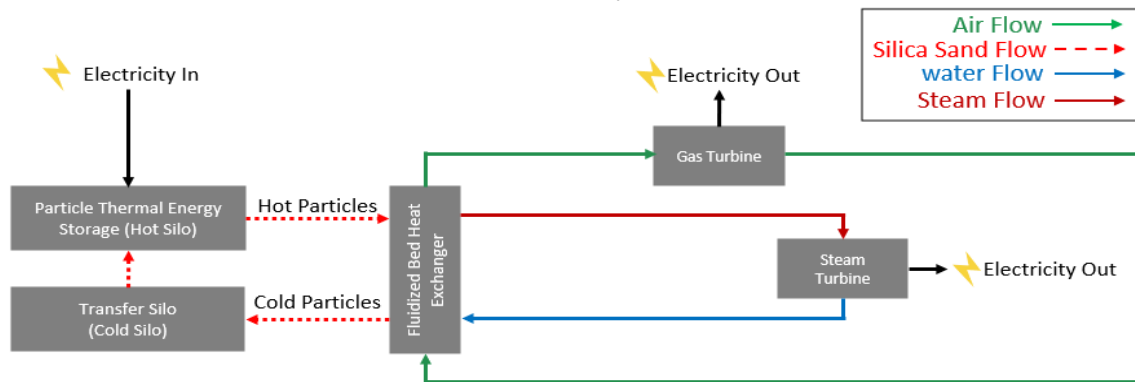 Air Flow
Silica Sand Flow
water Flow
Steam Flow
Electricity In
Electricity Out
Gas Turbine
Particle Thermal Energy
Storage (Hot Silo)
Hot Particles
Fluidized Bed Heat
Exchanger
Steam
Turbine
Electricity Out
Transfer Silo
(Cold Silo)
Cold Particles